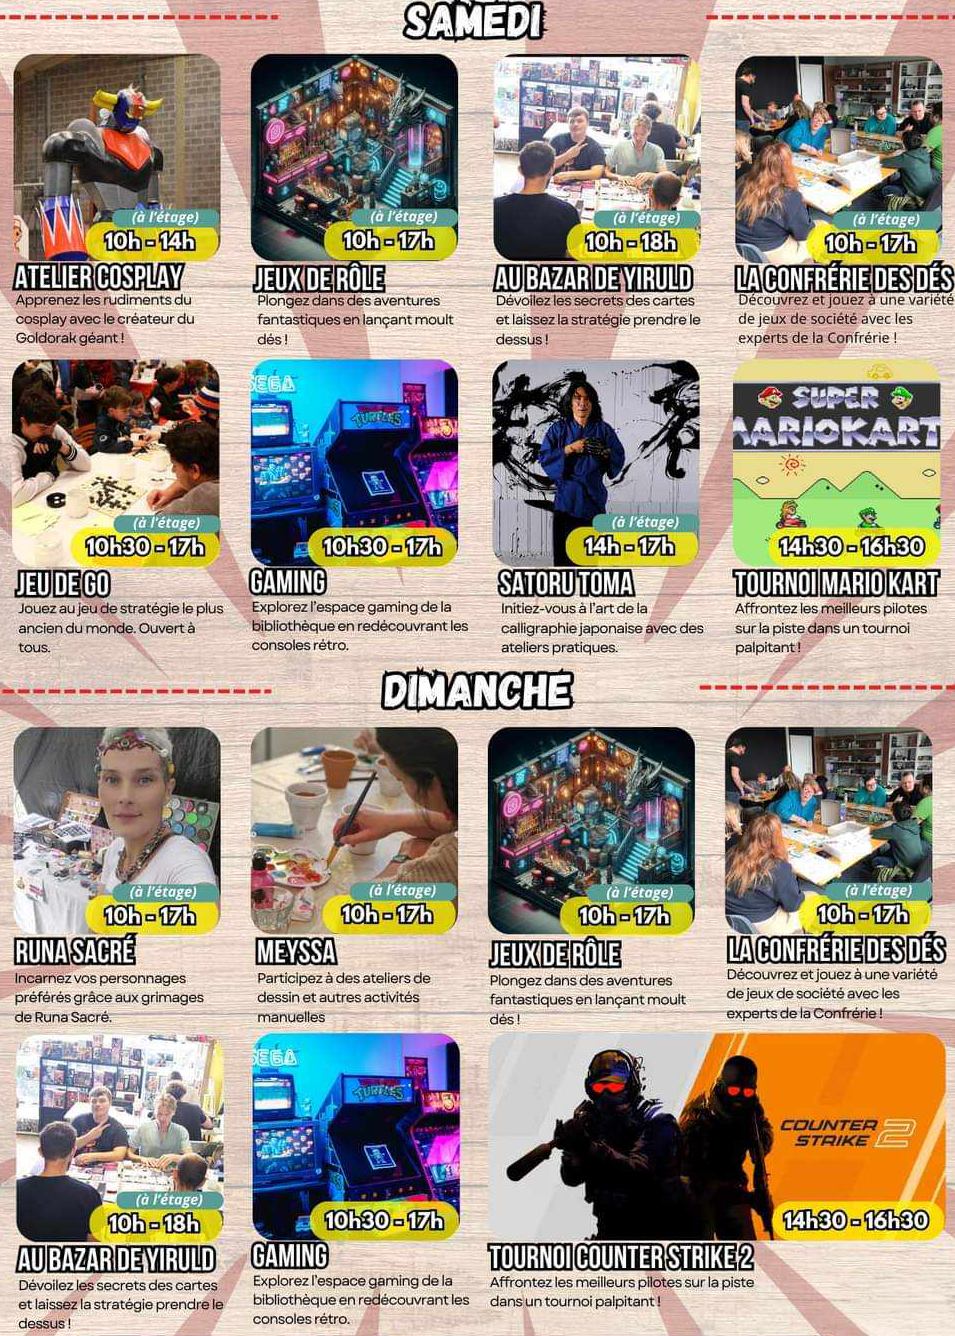 SAMEDI
(à l'étage)
10h - 14h
ATELIER COSPLAY
Apprenez les rudiments du
cosplay avec le créateur du
Goldorak géant !
(à l'étage)
10h - 17h
JEUX DE RÔLE
Plongez dans des aventures
fantastiques en lançant moult
dés !
(à l'étage)
10h - 18h
AU BAZAR DE YIRULD
Dévoilez les secrets des cartes
et laissez la stratégie prendre le
dessus !
(à l'étage)
10h - 17h
LA CONFRÉRIE DES DÉS
Découvrez et jouez à une variété
de jeux de société avec les
experts de la Confrérie !
(à l'étage)
10h30 - 17h
JEU DE GO
Jouez au jeu de stratégie le plus
ancien du monde. Ouvert à
tous.
SEGA
TURTLES
10h30 - 17h
GAMING
Explorez l'espace gaming de la
bibliothèque en redécouvrant les
consoles rétro.
(à l'étage)
14h - 17h
SATORU TOMA
Initiez-vous à l'art de la
calligraphie japonaise avec des
ateliers pratiques.
SUPER
MARIOKART
14h30 - 16h30
TOURNOI MARIO KART
Affrontez les meilleurs pilotes
sur la piste dans un tournoi
palpitant !
DIMANCHE
(à l'étage)
10h - 17h
RUNA SACRÉ
Incarnez vos personnages
préférés grâce aux grimages
de Runa Sacré.
(à l'étage)
10h - 17h
MEYSSA
Participez à des ateliers de
dessin et autres activités
manuelles
(à l'étage)
10h - 17h
JEUX DE RÔLE
Plongez dans des aventures
fantastiques en lançant moult
dés !
(à l'étage)
10h - 17h
LA CONFRÉRIE DES DÉS
Découvrez et jouez à une variété
de jeux de société avec les
experts de la Confrérie !
(à l'étage)
10h - 18h
AU BAZAR DE YIRULD
Dévoilez les secrets des cartes
et laissez la stratégie prendre le
dessus !
SEGA
TURTLES
10h30 - 17h
GAMING
Explorez l'espace gaming de la
bibliothèque en redécouvrant les
consoles rétro.
COUNTER
STRIKE 2
14h30 - 16h30
TOURNOI COUNTER STRIKE 2
Affrontez les meilleurs pilotes sur la piste
dans un tournoi palpitant !